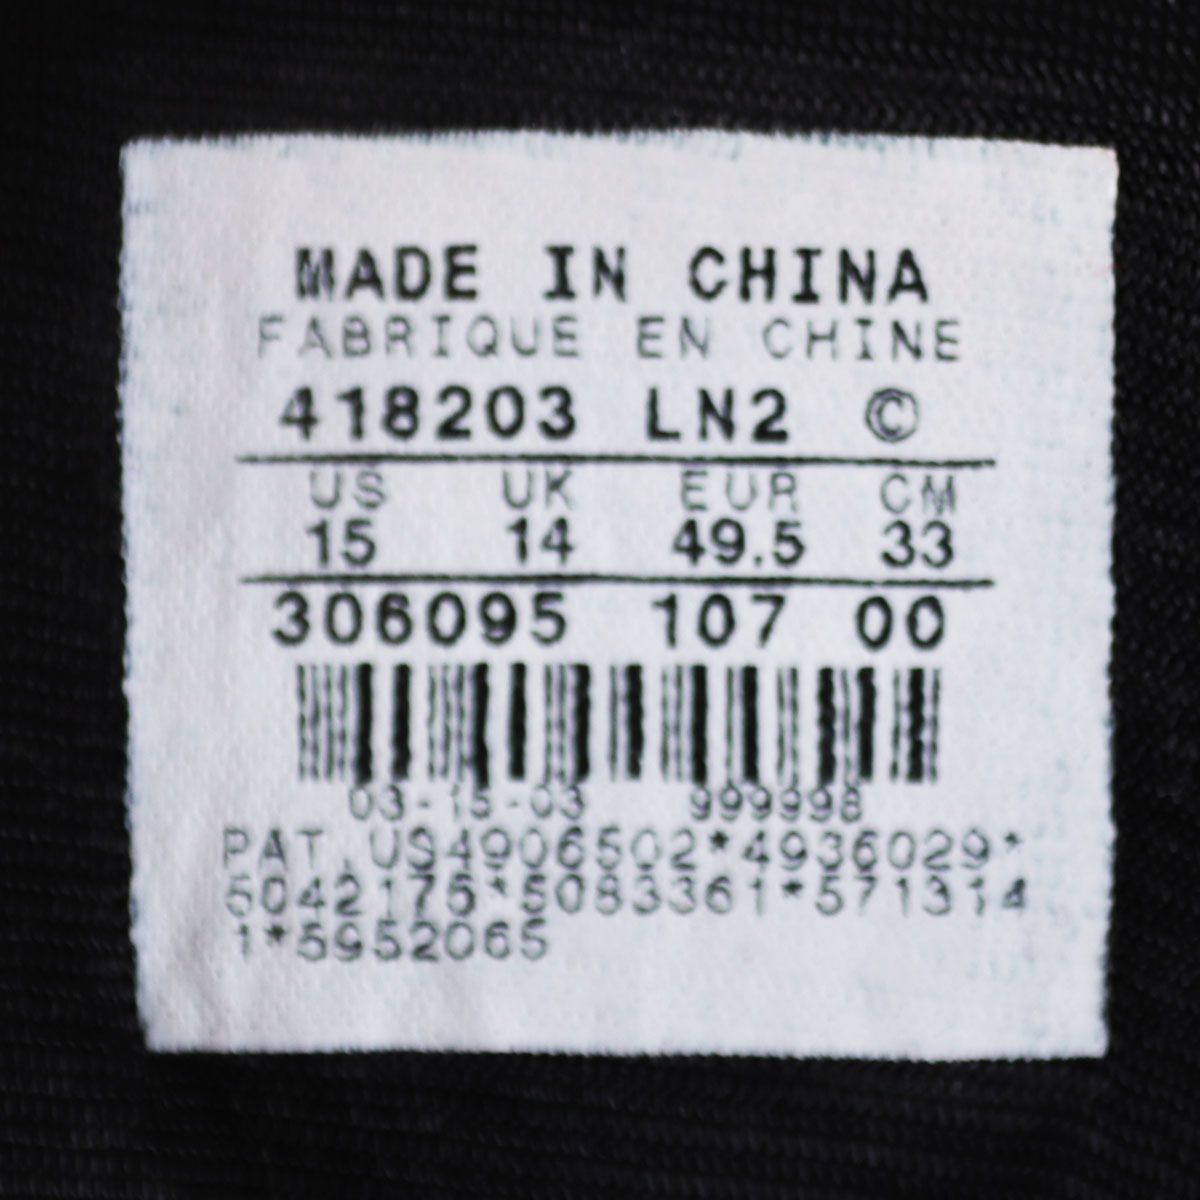 MADE IN CHINA
FABRIQUE EN CHINE
418203 LN2 ©
US UK EUR CM
15 14 49.5 33
306095 107 00
03-15-03 999998
PAT.US4906502*4936029*
5042175*5083361*571314
1*5952065